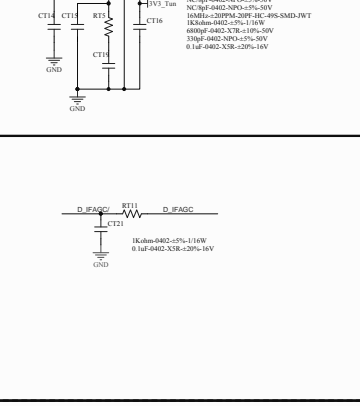 NC/8pF-0402-NPO-±5%-50V
16MHz-±20PPM-20PF-HC-49S-SMD-JWT
1K8ohm-0402-±5%-1/16W
6800pF-0402-X7R-±10%-50V
330pF-0402-NPO-±5%-50V
0.1uF-0402-X5R-±20%-16V
3V3_Tun
CT14
CT15
RT5
CT16
CT19
GND
GND
D_IFAGC/
RT11
D_IFAGC
CT21
1Kohm-0402-±5%-1/16W
0.1uF-0402-X5R-±20%-16V
GND